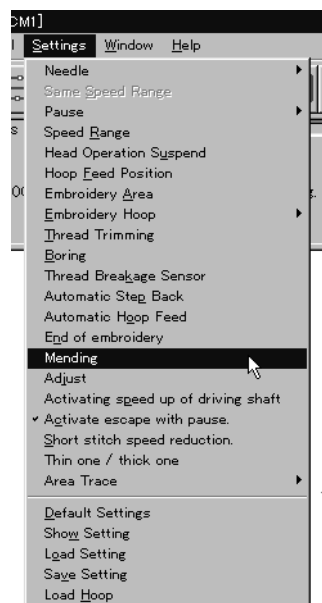 CM1]
Settings Window Help
Needle
Same Speed Range
Pause
Speed Range
Head Operation Suspend
Hoop Feed Position
Embroidery Area
Embroidery Hoop
Thread Trimming
Boring
Thread Breakage Sensor
Automatic Step Back
Automatic Hoop Feed
End of embroidery
Mending
Adjust
Activating speed up of driving shaft
Activate escape with pause.
Short stitch speed reduction.
Thin one / thick one
Area Trace
Default Settings
Show Setting
Load Setting
Save Setting
Load Hoop